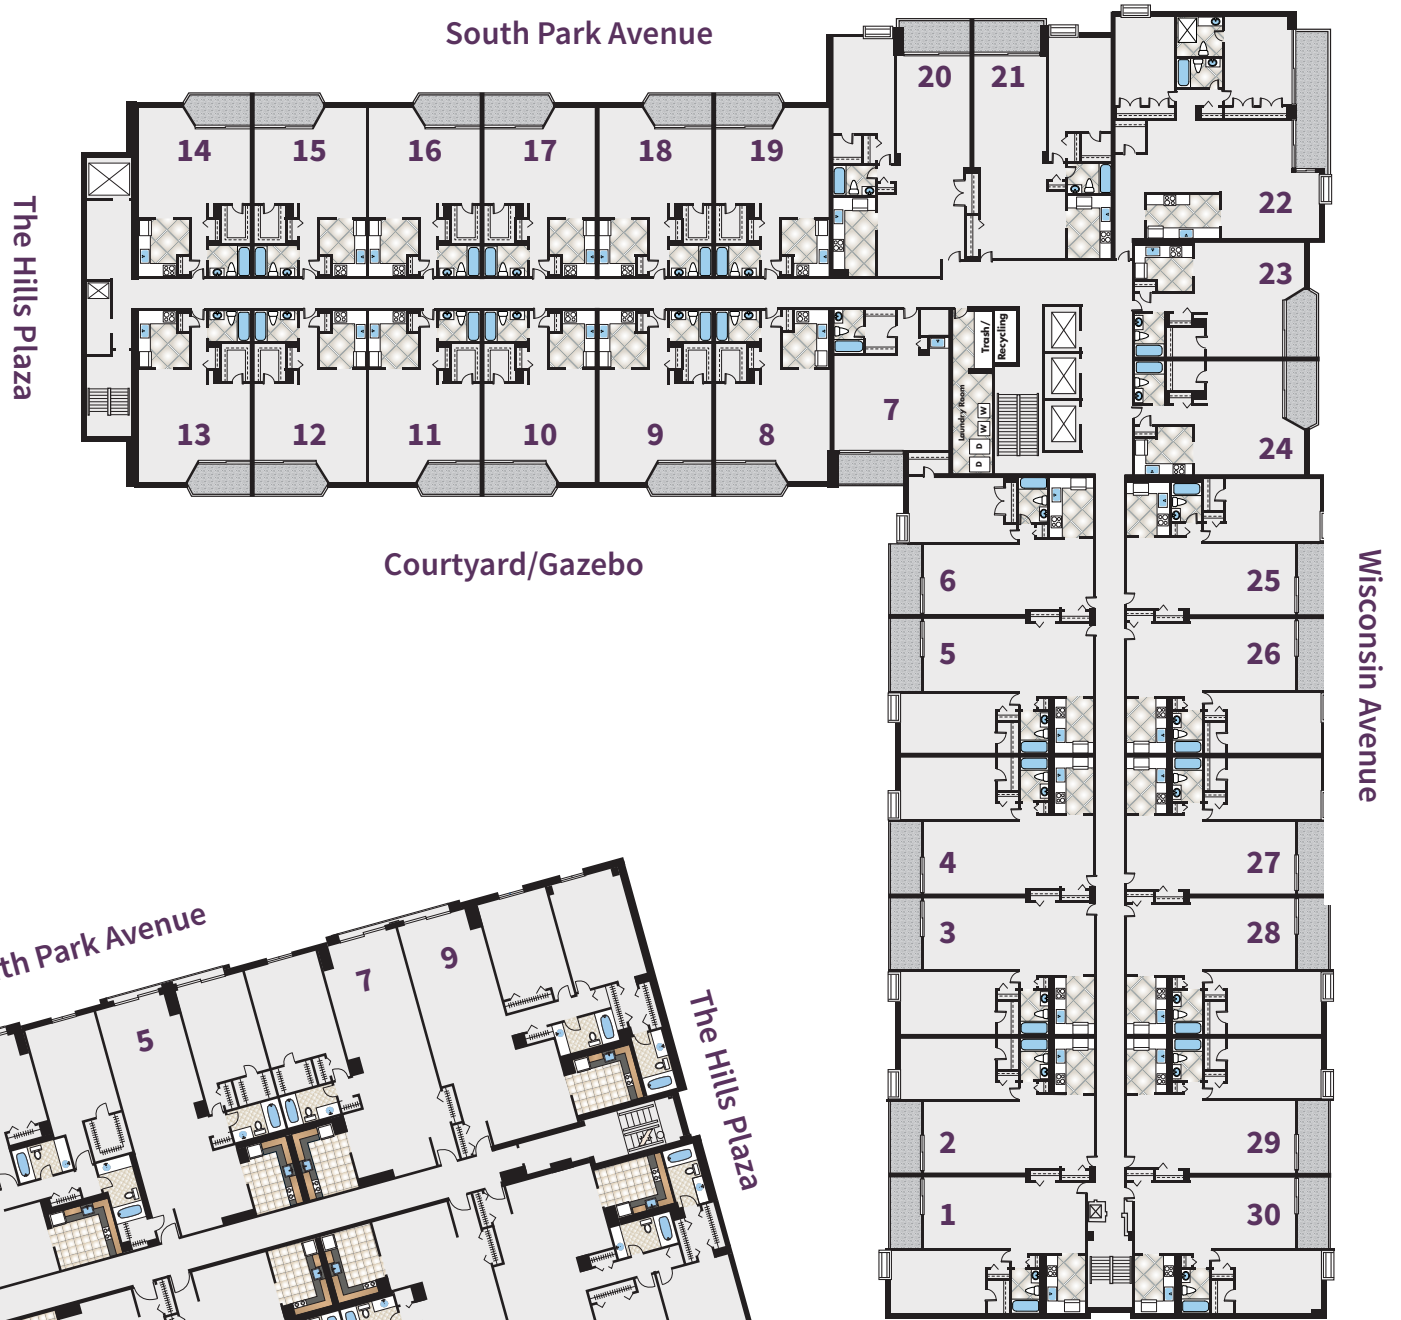 South Park Avenue
20
21
14
15
16
17
18
19
22
The Hills Plaza
23
Trash/
Recycling
Laundry Room
W
W
D
D
7
13
12
11
10
9
8
24
Courtyard/Gazebo
6
25
Wisconsin Avenue
5
26
4
27
3
28
2
29
1
30
th Park Avenue
5
7
9
The Hills Plaza